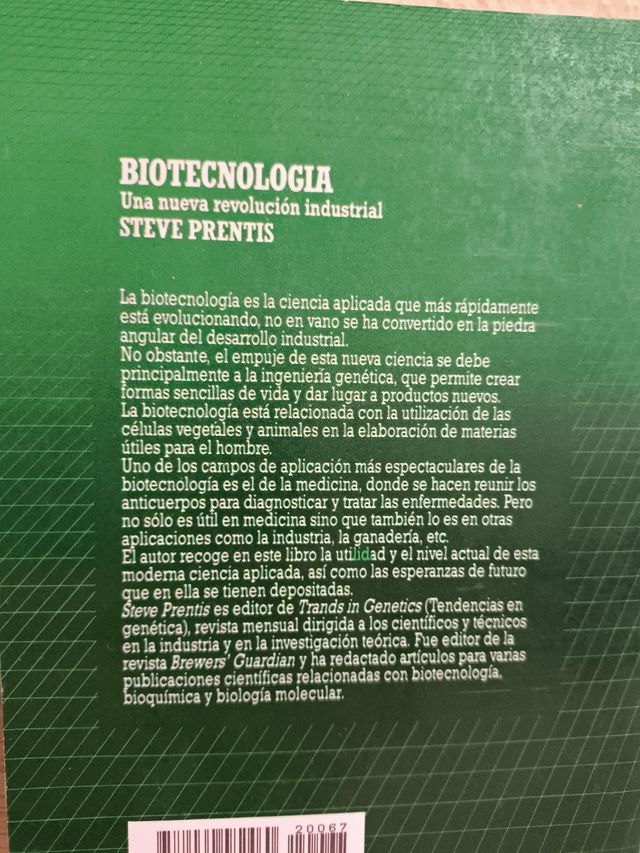 BIOTECNOLOGIA
Una nueva revolución industrial
STEVE PRENTIS
La biotecnología es la ciencia aplicada que más rápidamente
está evolucionando, no en vano se ha convertido en la piedra
angular del desarrollo industrial.
No obstante, el empuje de esta nueva ciencia se debe
principalmente a la ingeniería genética, que permite crear
formas sencillas de vida y dar lugar a productos nuevos.
La biotecnología está relacionada con la utilización de las
células vegetales y animales en la elaboración de materias
útiles para el hombre.
Uno de los campos de aplicación más espectaculares de la
biotecnología es el de la medicina, donde se hacen reunir los
anticuerpos para diagnosticar y tratar las enfermedades. Pero
no sólo es útil en medicina sino que también lo es en otras
aplicaciones como la industria, la ganadería, etc.
El autor recoge en este libro la utilidad y el nivel actual de esta
moderna ciencia aplicada, así como las esperanzas de futuro
que en ella se tienen depositadas.
Steve Prentis es editor de Trands in Genetics (Tendencias en
genética), revista mensual dirigida a los científicos y técnicos
en la industria y en la investigación teórica. Fue editor de la
revista Brewers' Guardian y ha redactado artículos para varias
publicaciones científicas relacionadas con biotecnología,
bioquímica y biología molecular.
20067